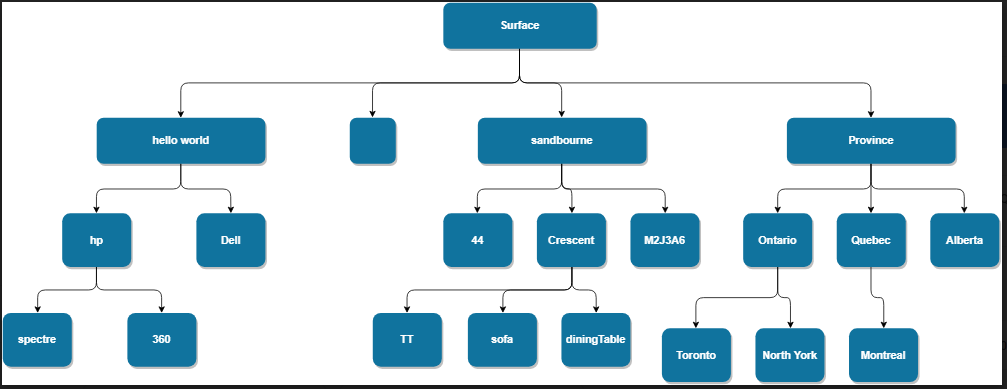 Surface
hello world
sandbourne
Province
hp
Dell
44
Crescent
M2J3A6
Ontario
Quebec
Alberta
spectre
360
TT
sofa
diningTable
Toronto
North York
Montreal